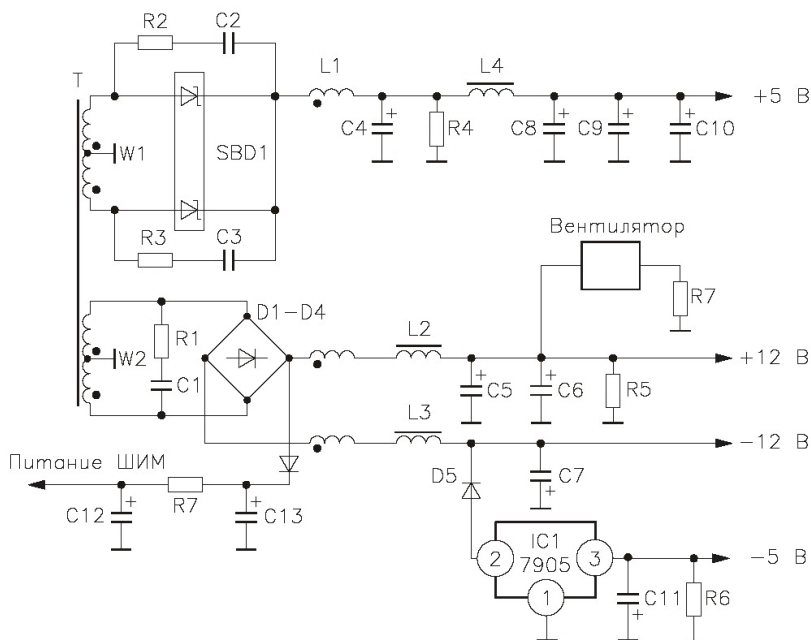 R2 C2
T
L1 L4
+5 В
W1
SBD1
C4 + R4 C8 + C9 + + C10
R3 C3
Вентилятор
R7
D1-D4
R1
W2
C1
L2
+12 В
+ C5 + C6 R5
L3
-12 В
Питание ШИМ
D5
C7 +
C12 + R7 + C13
IC1
2 7905 3
-5 В
1
C11 + R6